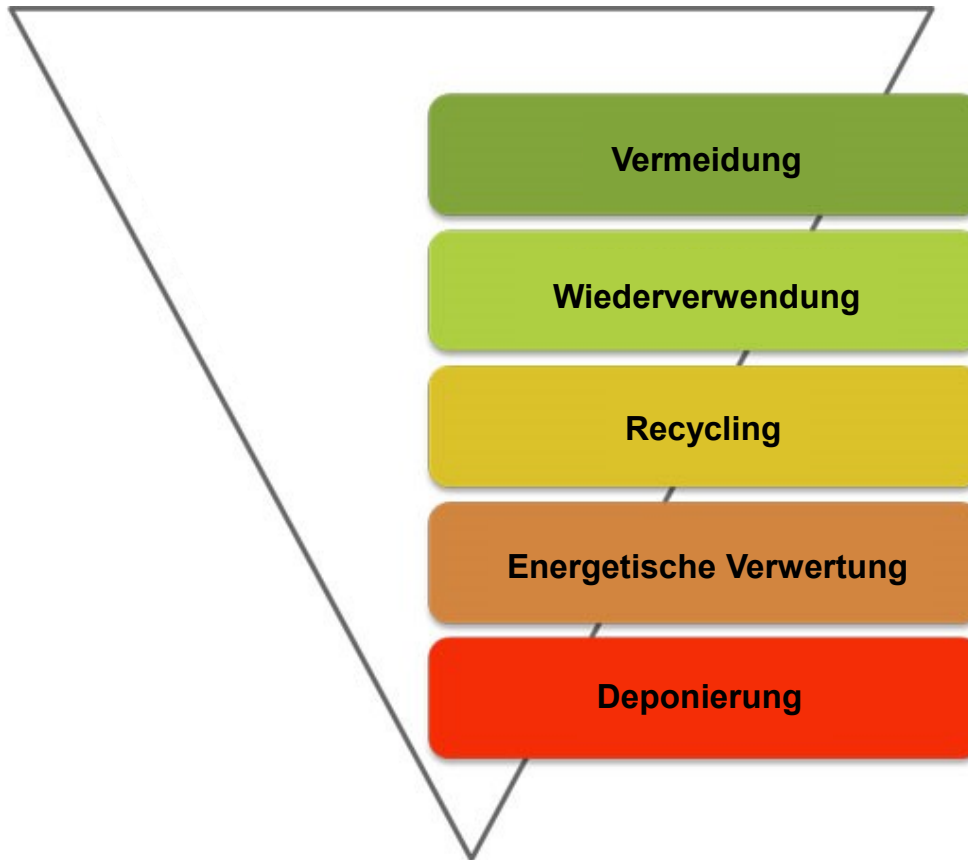 Vermeidung
Wiederverwendung
Recycling
Energetische Verwertung
Deponierung